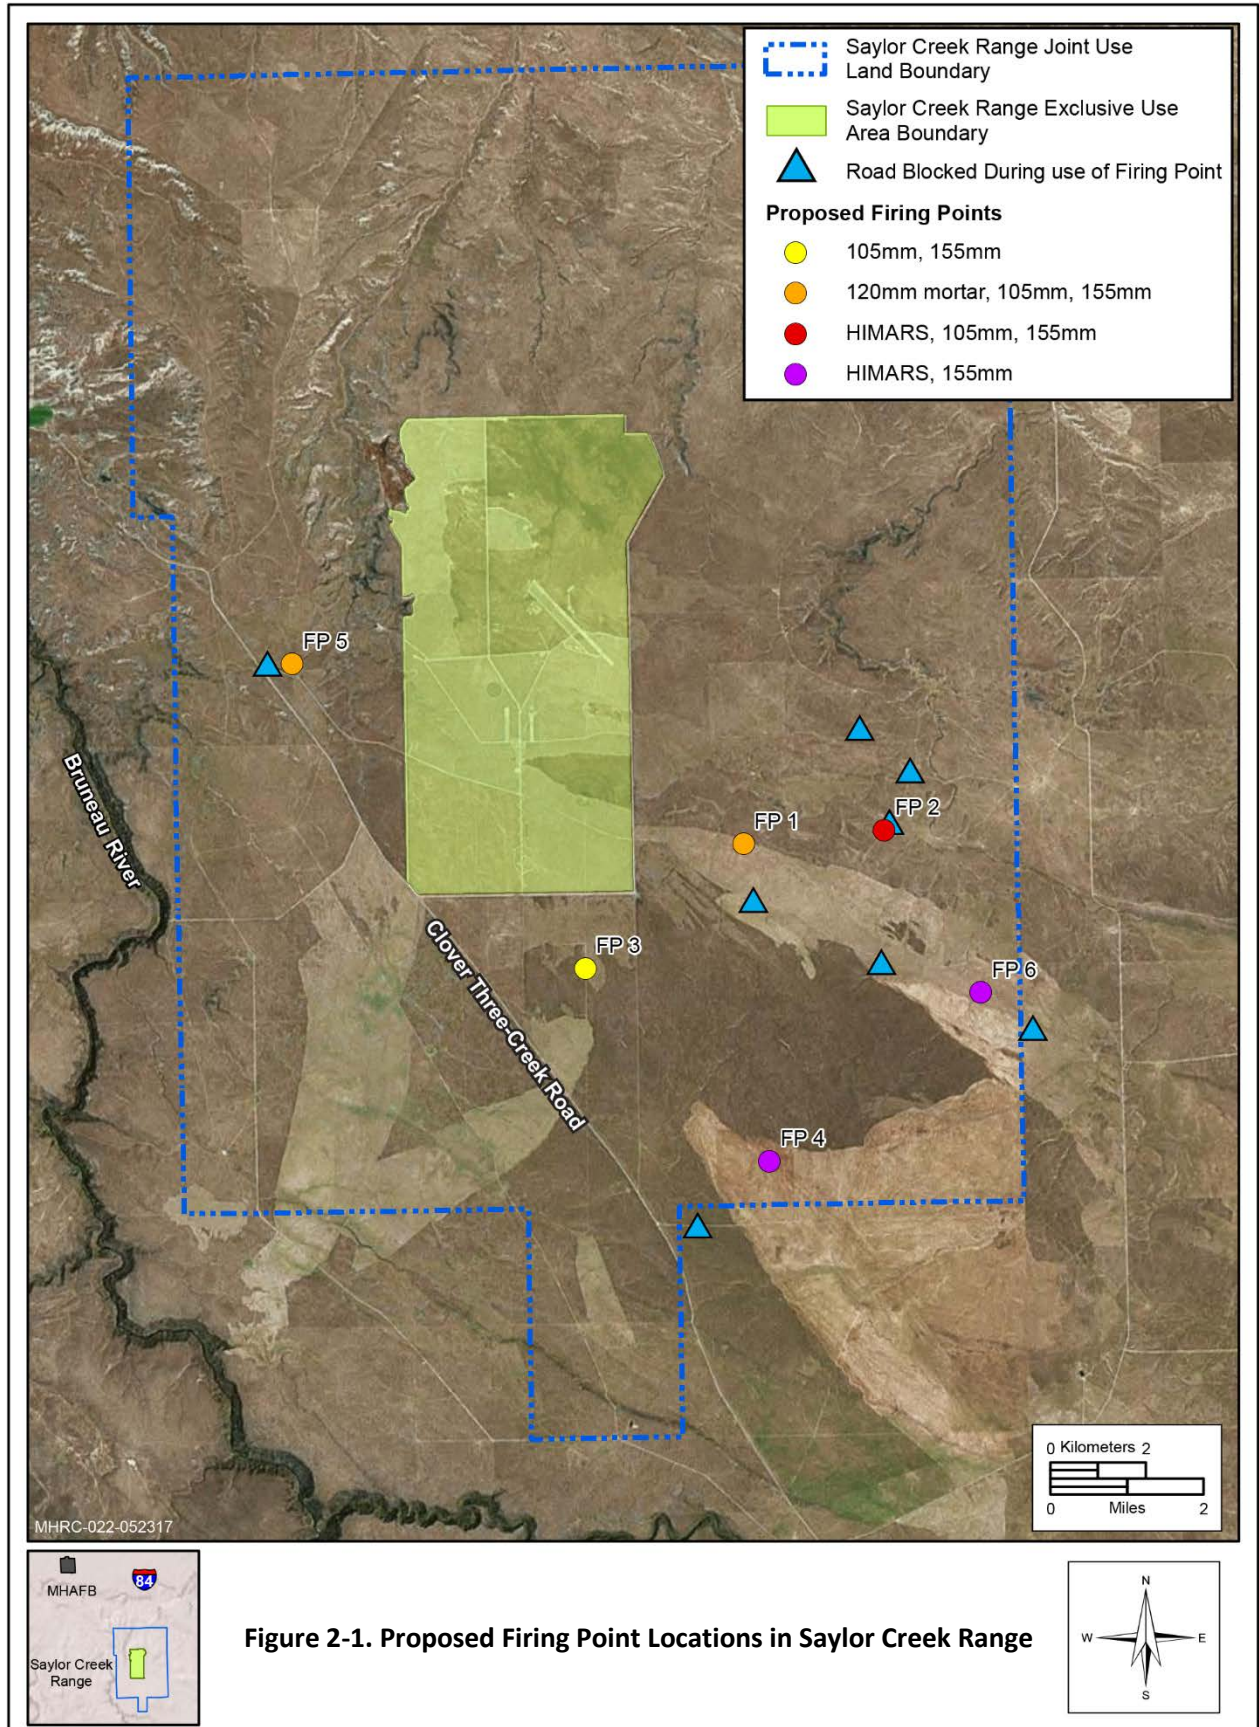 Saylor Creek Range Joint Use
Land Boundary
Saylor Creek Range Exclusive Use
Area Boundary
Road Blocked During use of Firing Point
Proposed Firing Points
105mm, 155mm
120mm mortar, 105mm, 155mm
HIMARS, 105mm, 155mm
HIMARS, 155mm
FP 5
Bruneau River
FP 1
FP 2
Clover Three-Creek Road
FP 3
FP 6
FP 4
0 Kilometers 2
0 Miles 2
MHRC-022-052317
MHAFB
84
Saylor Creek
Range
Figure 2-1. Proposed Firing Point Locations in Saylor Creek Range
N
W E
S